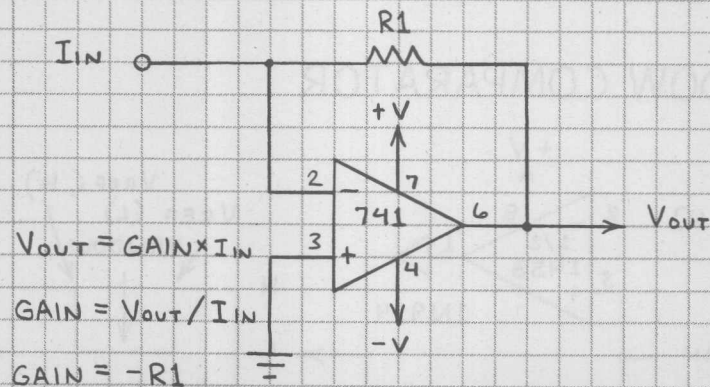 R1
IIN
+V
2
-
7
741
6
VOUT
3
+
4
-V
VOUT = GAIN × IIN
GAIN = VOUT / IIN
GAIN = -R1